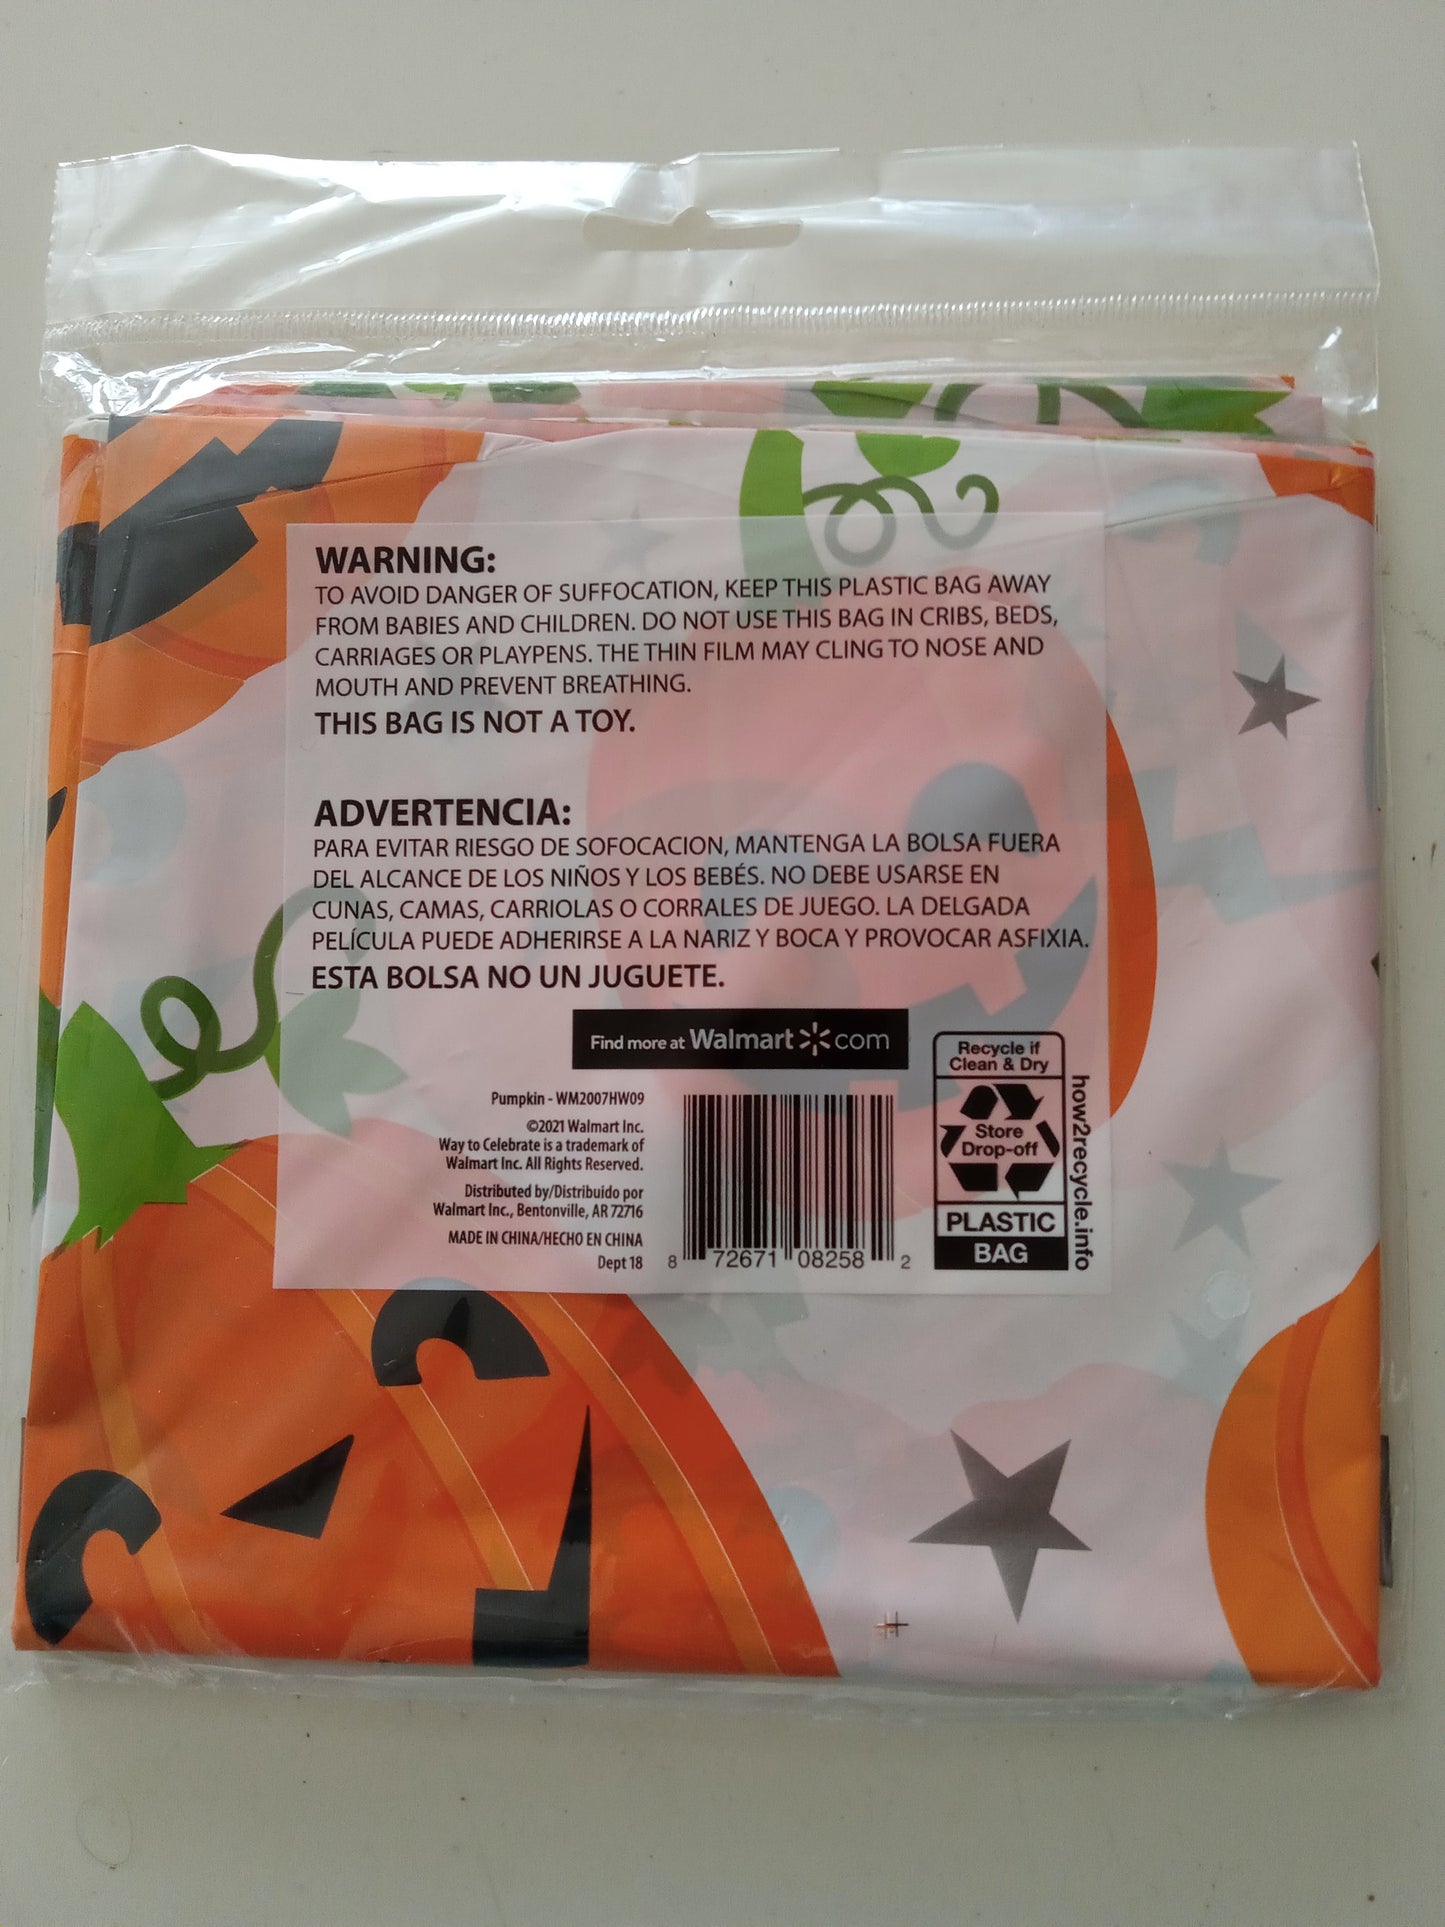 WARNING:
TO AVOID DANGER OF SUFFOCATION, KEEP THIS PLASTIC BAG AWAY
FROM BABIES AND CHILDREN. DO NOT USE THIS BAG IN CRIBS, BEDS,
CARRIAGES OR PLAYPENS. THE THIN FILM MAY CLING TO NOSE AND
MOUTH AND PREVENT BREATHING.
THIS BAG IS NOT A TOY.
ADVERTENCIA:
PARA EVITAR RIESGO DE SOFOCACION, MANTENGA LA BOLSA FUERA
DEL ALCANCE DE LOS NIÑOS Y LOS BEBÉS. NO DEBE USARSE EN
CUNAS, CAMAS, CARRIOLAS O CORRALES DE JUEGO. LA DELGADA
PELÍCULA PUEDE ADHERIRSE A LA NARIZ Y BOCA Y PROVOCAR ASFIXIA.
ESTA BOLSA NO UN JUGUETE.
Find more at Walmart com
Pumpkin - WM2007HW09
©2021 Walmart Inc.
Way to Celebrate is a trademark of
Walmart Inc. All Rights Reserved.
Distributed by/Distribuido por
Walmart Inc., Bentonville, AR 72716
MADE IN CHINA/HECHO EN CHINA
Dept 18
8 72671 08258 2
Recycle if
Clean & Dry
Store
Drop-off
PLASTIC
BAG
how2recycle.info